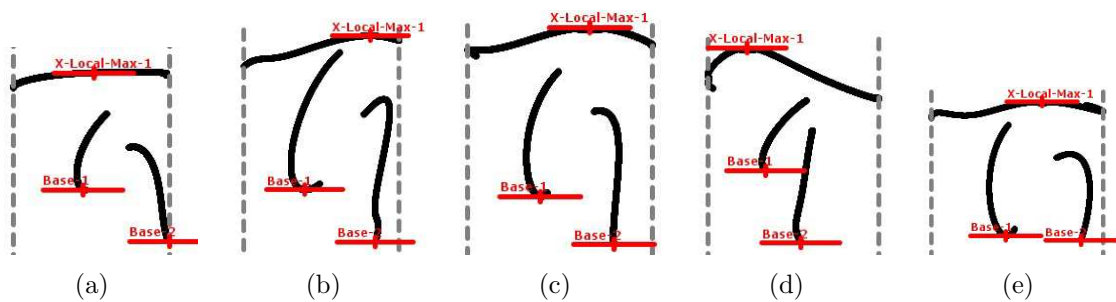 X-Local-Max-1 X-Local-Max-1 X-Local-Max-1 X-Local-Max-1 X-Local-Max-1
Base-1 Base-1 Base-1 Base-1 Base-1
Base-2 Base-2 Base-2 Base-2 Base-2
(a) (b) (c) (d) (e)